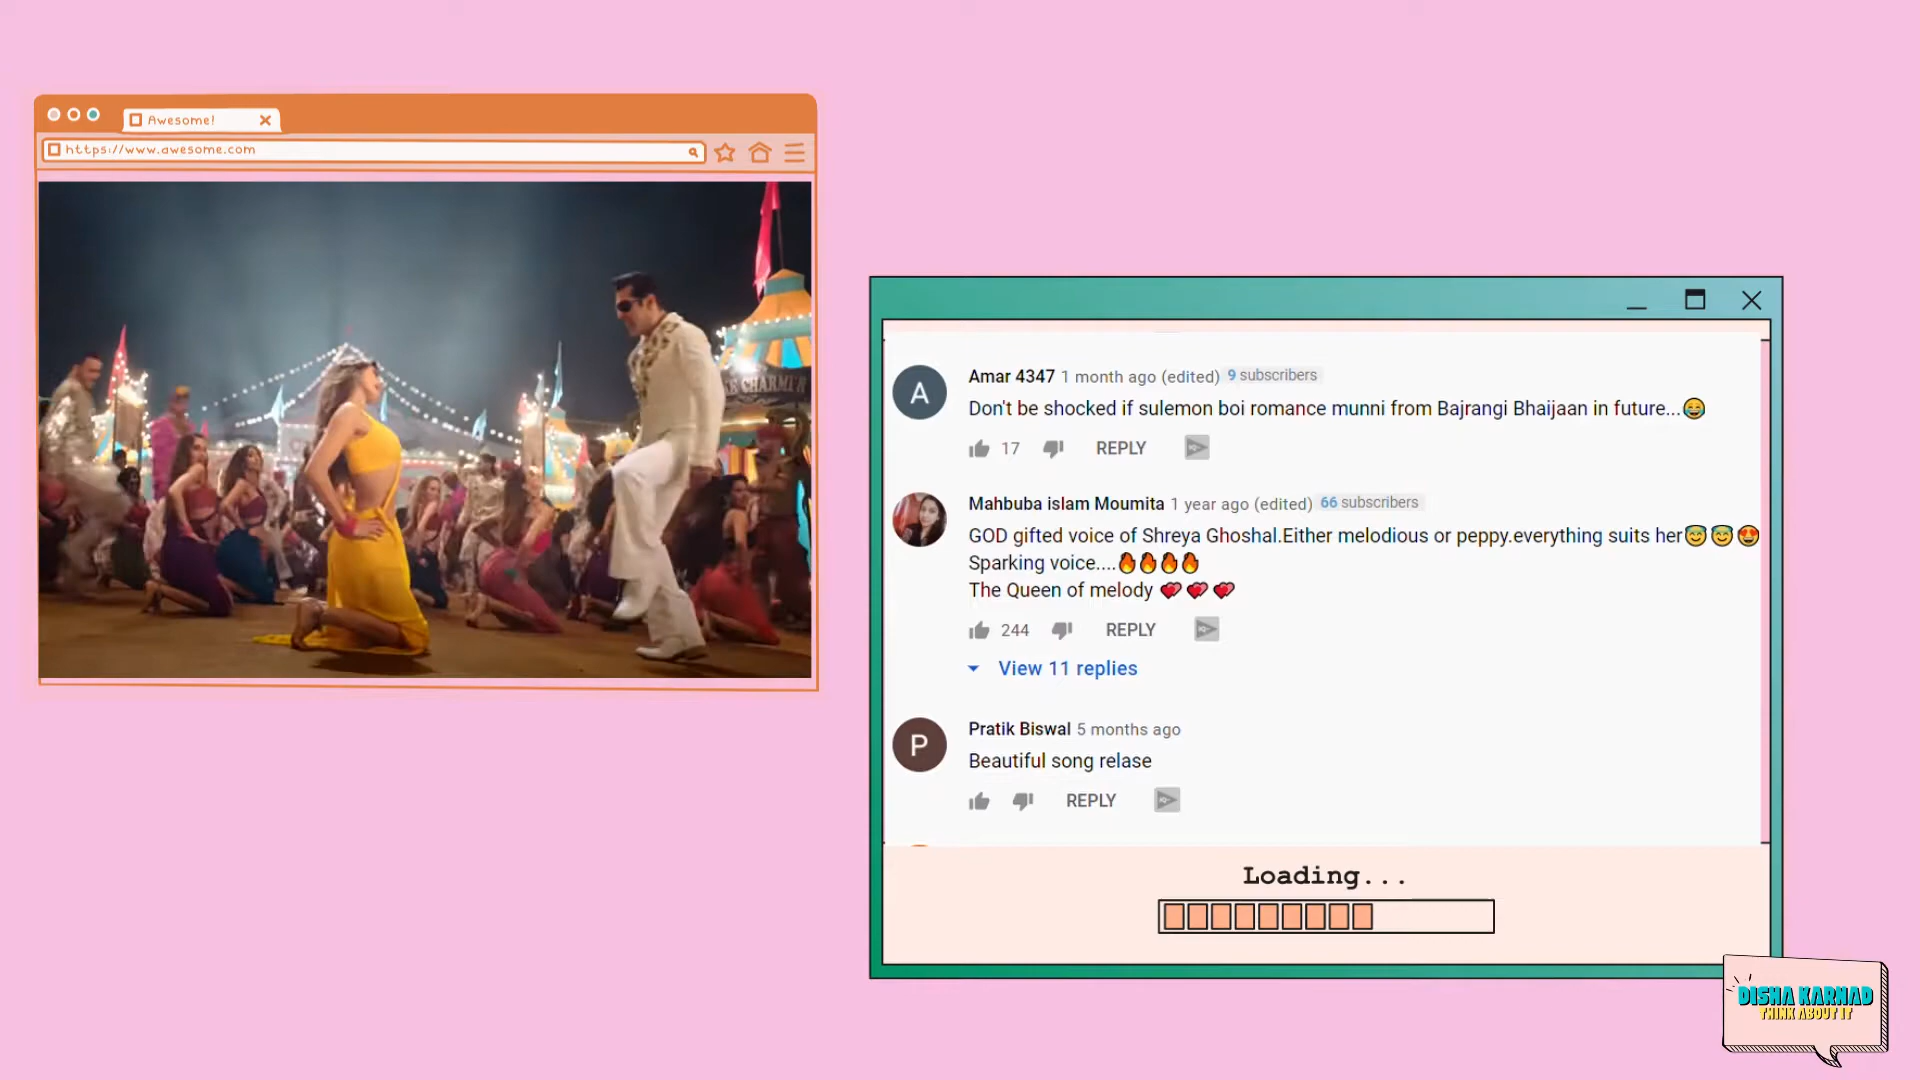 Awesome!
https://www.awesome.com
Amar 4347 1 month ago (edited) 9 subscribers
Don't be shocked if sulemon boi romance munni from Bajrangi Bhaijaan in future...😂
17 REPLY
Mahbuba islam Moumita 1 year ago (edited) 66 subscribers
GOD gifted voice of Shreya Ghoshal.Either melodious or peppy.everything suits her😇😇😍
Sparking voice....🔥🔥🔥🔥
The Queen of melody 💕💕💕
244 REPLY
View 11 replies
Pratik Biswal 5 months ago
Beautiful song relase
REPLY
A
P
Loading...
DISHA KARNAD
THINK ABOUT IT